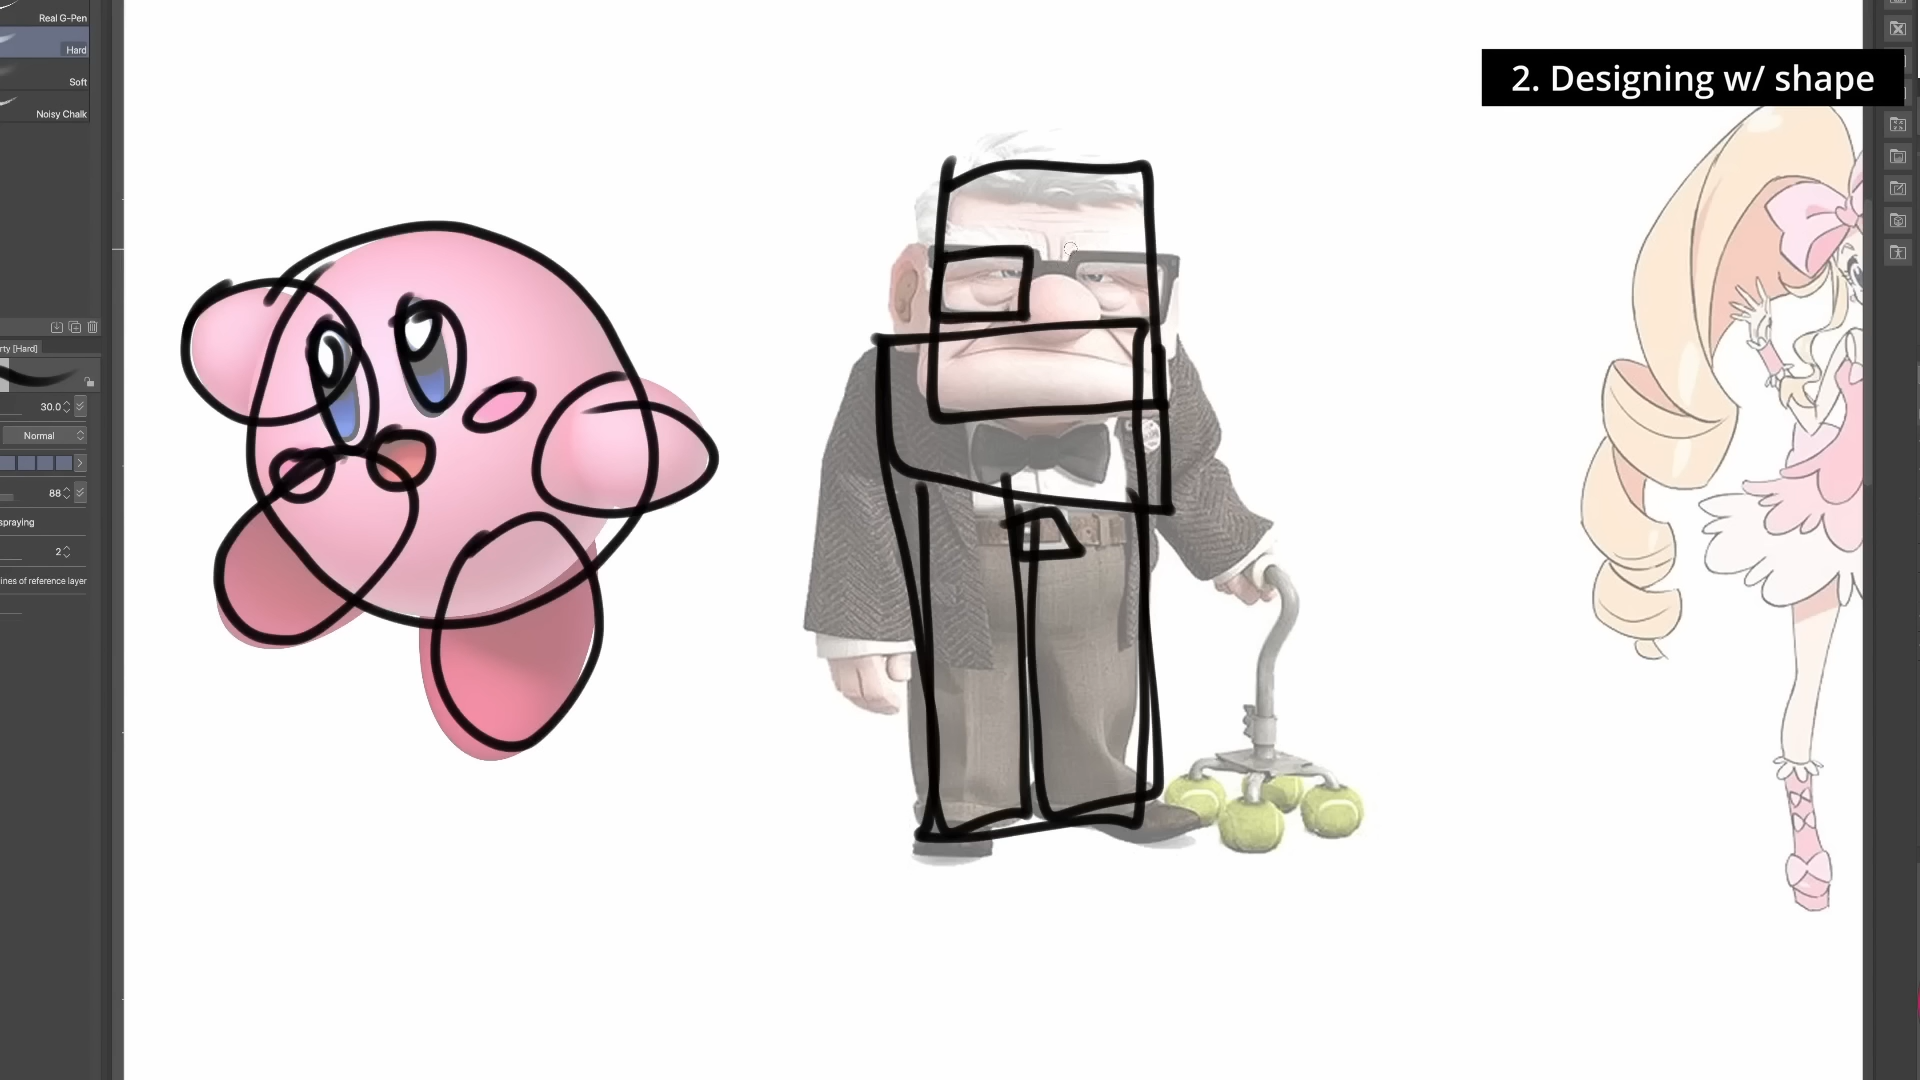 Real G-Pen
Hard
Soft
Noisy Chalk
2. Designing w/ shape
rty [Hard]
30.0
Normal
88
spraying
2
ines of reference layer